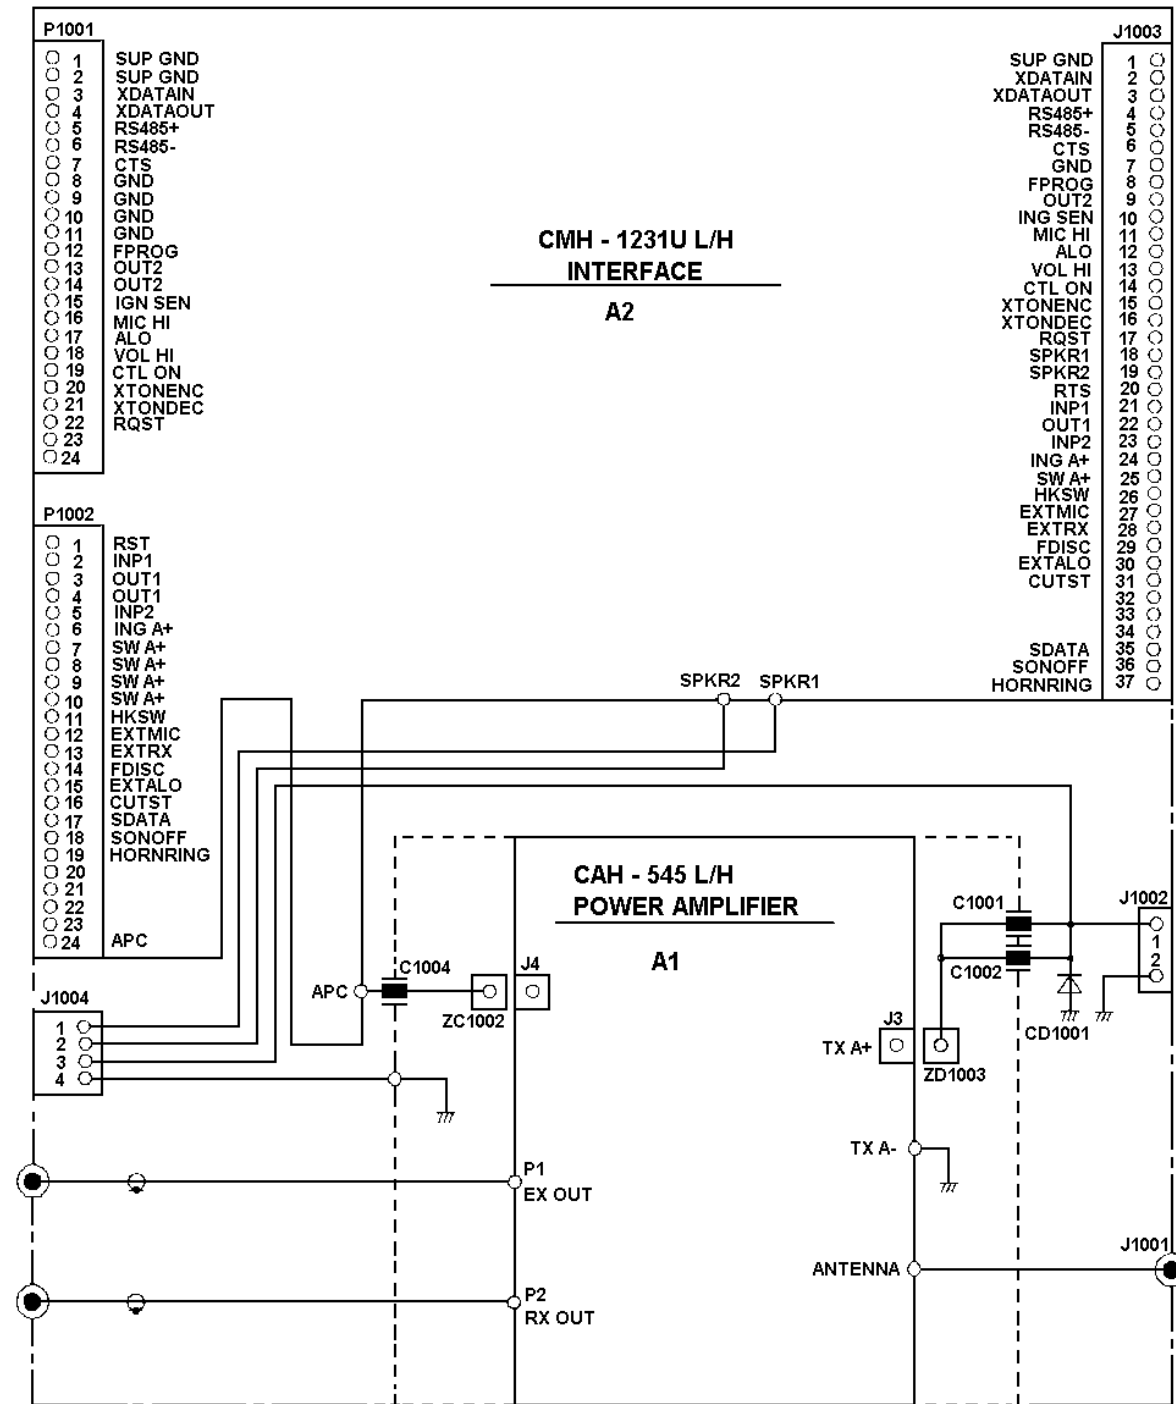 P1001
1 SUP GND
2 SUP GND
3 XDATAIN
4 XDATAOUT
5 RS485+
6 RS485-
7 CTS
8 GND
9 GND
10 GND
11 GND
12 FPROG
13 OUT2
14 OUT2
15 IGN SEN
16 MIC HI
17 ALO
18 VOL HI
19 CTL ON
20 XTONENC
21 XTONDEC
22 RQST
23
24
CMH - 1231U L/H
INTERFACE
A2
J1003
SUP GND 1
XDATAIN 2
XDATAOUT 3
RS485+ 4
RS485- 5
CTS 6
GND 7
FPROG 8
OUT2 9
ING SEN 10
MIC HI 11
ALO 12
VOL HI 13
CTL ON 14
XTONENC 15
XTONDEC 16
RQST 17
SPKR1 18
SPKR2 19
RTS 20
INP1 21
OUT1 22
INP2 23
ING A+ 24
SW A+ 25
HKSW 26
EXTMIC 27
EXTRX 28
FDISC 29
EXTALO 30
CUTST 31
32
33
34
SDATA 35
SONOFF 36
HORNRING 37
P1002
1 RST
2 INP1
3 OUT1
4 OUT1
5 INP2
6 ING A+
7 SW A+
8 SW A+
9 SW A+
10 SW A+
11 HKSW
12 EXTMIC
13 EXTRX
14 FDISC
15 EXTALO
16 CUTST
17 SDATA
18 SONOFF
19 HORNRING
20
21
22
23
24 APC
SPKR2 SPKR1
CAH - 545 L/H
POWER AMPLIFIER
A1
C1001
J1002
1
2
C1002
CD1001
C1004
J4
APC
ZC1002
J1004
1
2
3
4
J3
TX A+
ZD1003
TX A-
P1
EX OUT
J1001
ANTENNA
P2
RX OUT